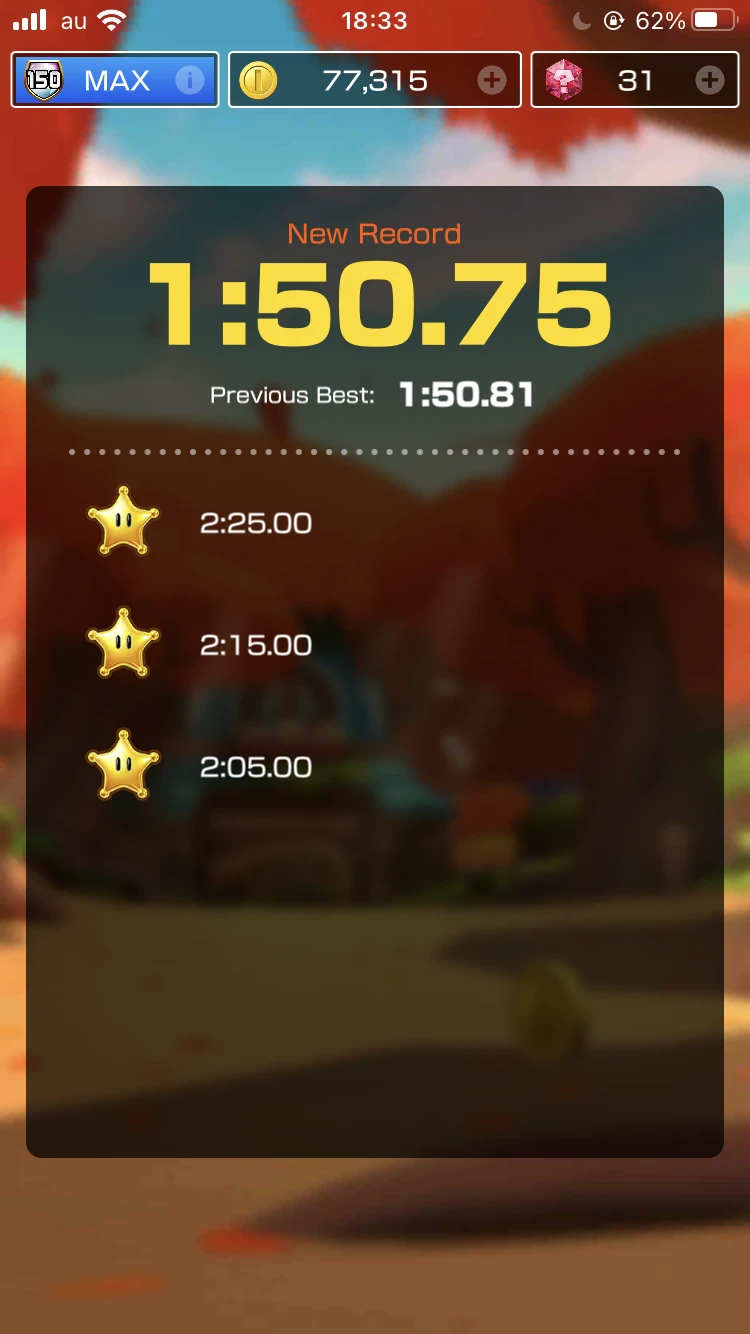 au 18:33 62%
150 MAX i 77,315 + ? 31 +
New Record
1:50.75
Previous Best: 1:50.81
2:25.00
2:15.00
2:05.00